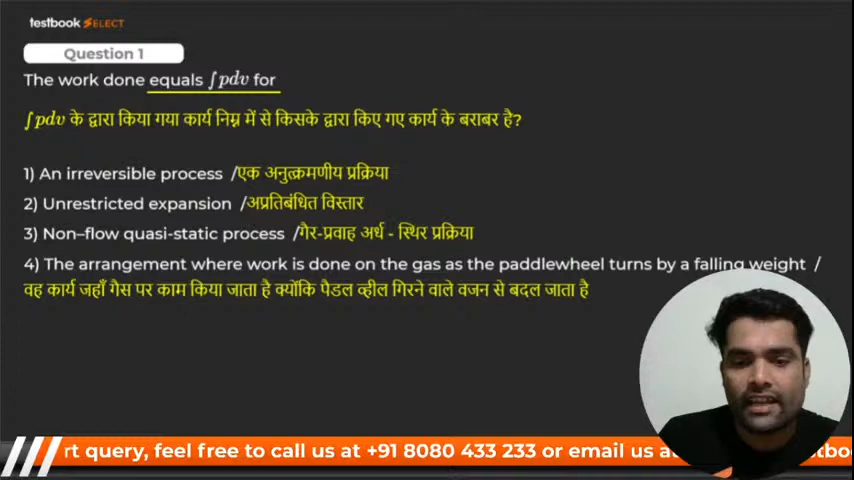 testbook SELECT
Question 1
The work done equals ∫pdv for
∫pdv के द्वारा किया गया कार्य निम्न में से किसके द्वारा किए गए कार्य के बराबर है?
1) An irreversible process /एक अनुत्क्रमणीय प्रक्रिया
2) Unrestricted expansion /अप्रतिबंधित विस्तार
3) Non-flow quasi-static process /गैर-प्रवाह अर्ध - स्थिर प्रक्रिया
4) The arrangement where work is done on the gas as the paddlewheel turns by a falling weight /
वह कार्य जहाँ गैस पर काम किया जाता है क्योंकि पैडल व्हील गिरने वाले वजन से बदल जाता है
rt query, feel free to call us at +91 8080 433 233 or email us a